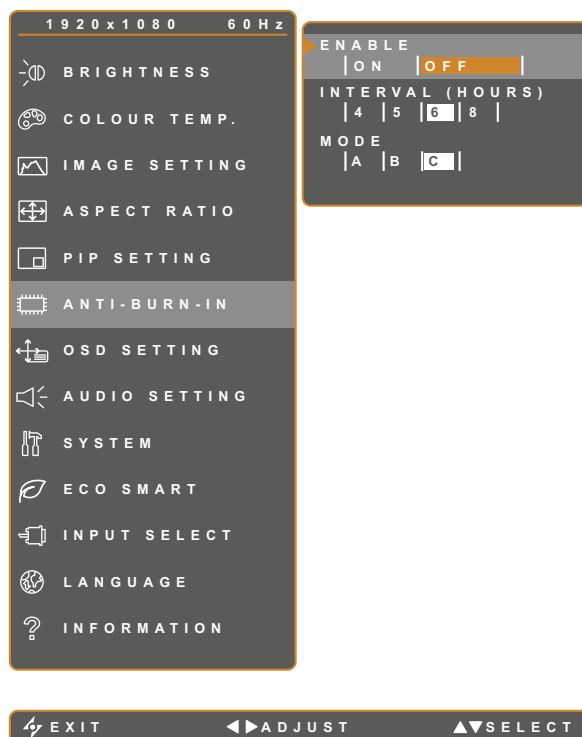 1920x1080 60Hz
BRIGHTNESS
COLOUR TEMP.
IMAGE SETTING
ASPECT RATIO
PIP SETTING
ANTI-BURN-IN
OSD SETTING
AUDIO SETTING
SYSTEM
ECO SMART
INPUT SELECT
LANGUAGE
INFORMATION
ENABLE
ON OFF
INTERVAL (HOURS)
4 5 6 8
MODE
A B C
EXIT ADJUST SELECT